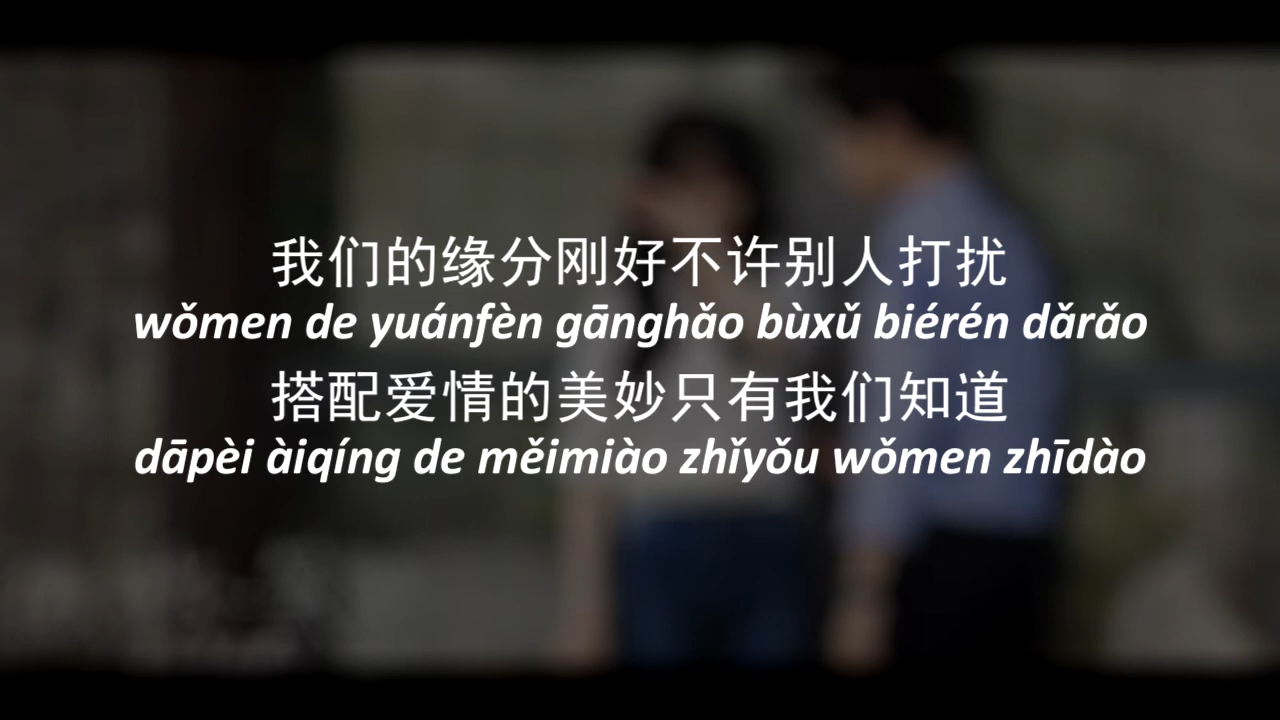 我们的缘分刚好不许别人打扰
wǒmen de yuánfèn gānghǎo bùxǔ biérén dǎrǎo
搭配爱情的美妙只有我们知道
dāpèi àiqíng de měimiào zhǐyǒu wǒmen zhīdào